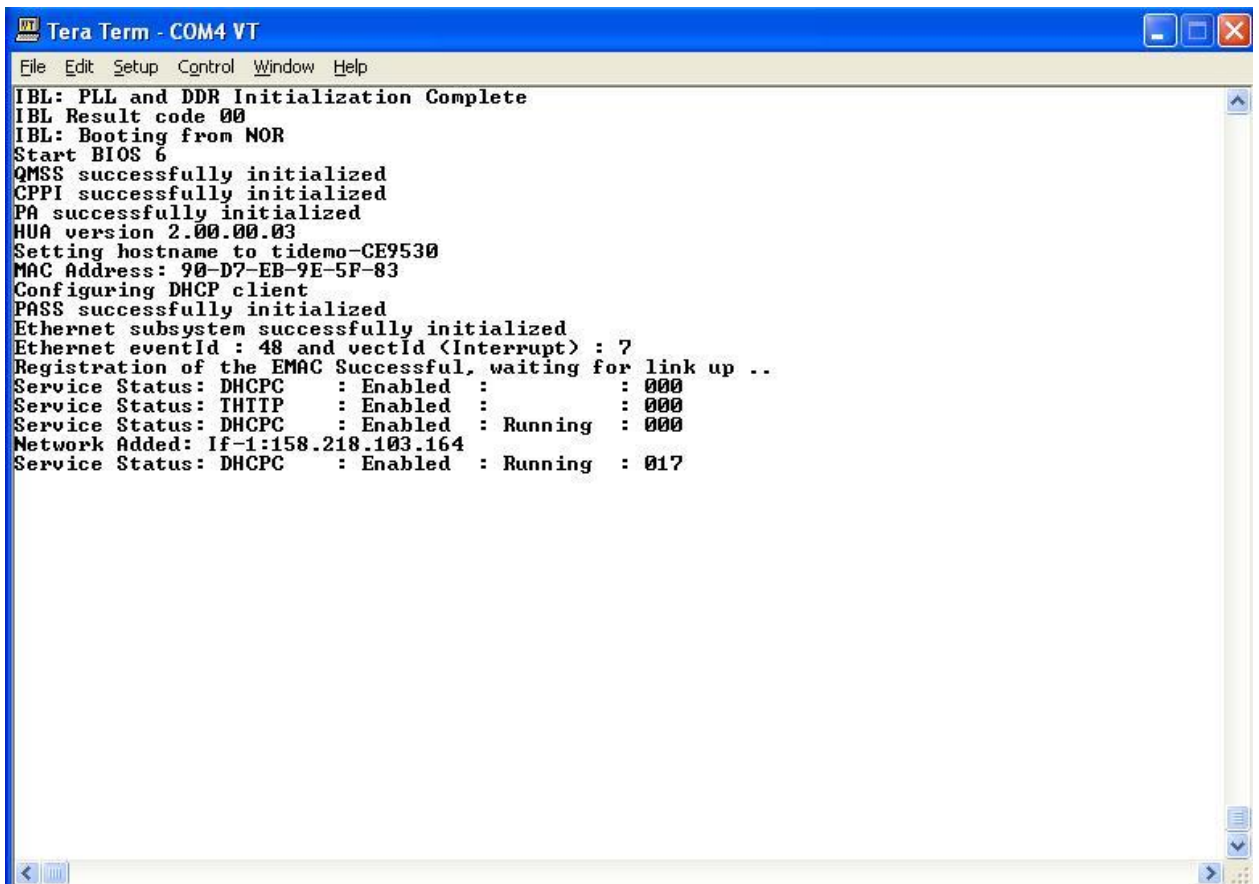 Tera Term - COM4 VT
File Edit Setup Control Window Help
IBL: PLL and DDR Initialization Complete
IBL Result code 00
IBL: Booting from NOR
Start BIOS 6
QMSS successfully initialized
CPPI successfully initialized
PA successfully initialized
HUA version 2.00.00.03
Setting hostname to tidemo-CE9530
MAC Address: 90-D7-EB-9E-5F-83
Configuring DHCP client
PASS successfully initialized
Ethernet subsystem successfully initialized
Ethernet eventId : 48 and vectId (Interrupt) : 7
Registration of the EMAC Successful, waiting for link up ..
Service Status: DHCPC    : Enabled  :          : 000
Service Status: THTTP    : Enabled  :          : 000
Service Status: DHCPC    : Enabled  : Running  : 000
Network Added: If-1:158.218.103.164
Service Status: DHCPC    : Enabled  : Running  : 017